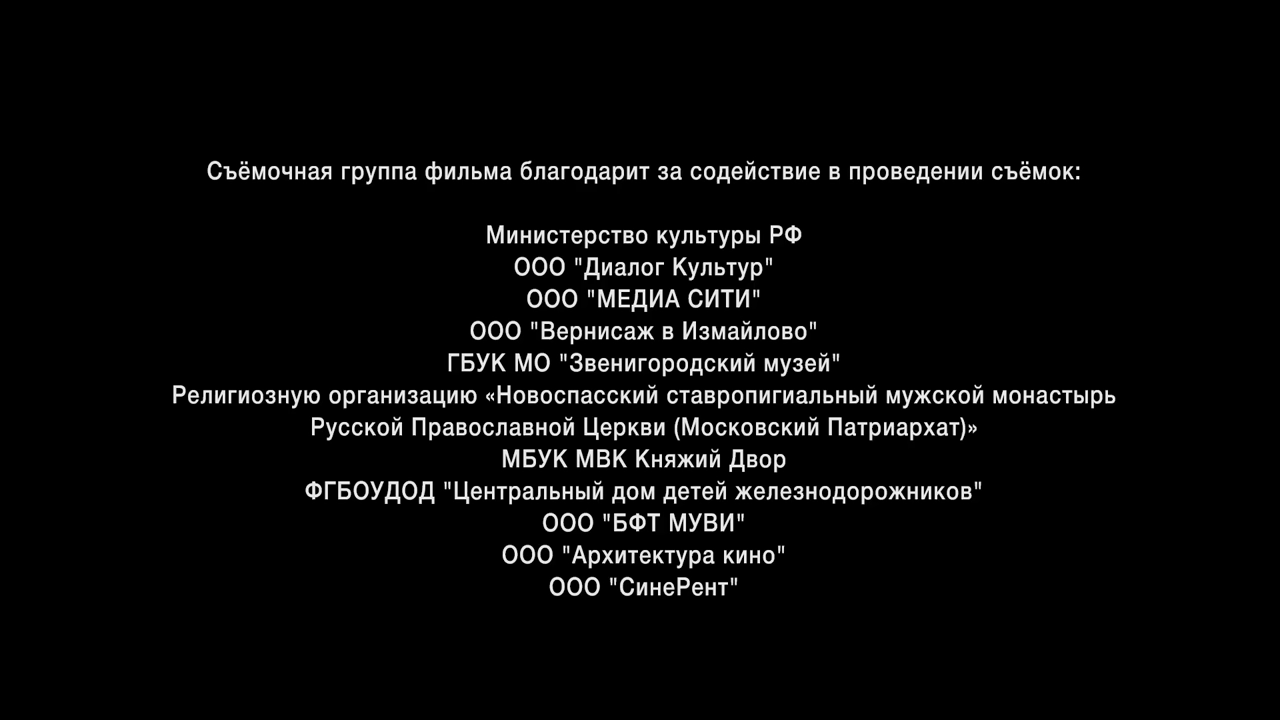 Съёмочная группа фильма благодарит за содействие в проведении съёмок:
Министерство культуры РФ
ООО "Диалог Культур"
ООО "МЕДИА СИТИ"
ООО "Вернисаж в Измайлово"
ГБУК МО "Звенигородский музей"
Религиозную организацию «Новоспасский ставропигиальный мужской монастырь
Русской Православной Церкви (Московский Патриархат)»
МБУК МВК Княжий Двор
ФГБОУДОД "Центральный дом детей железнодорожников"
ООО "БФТ МУВИ"
ООО "Архитектура кино"
ООО "СинеРент"